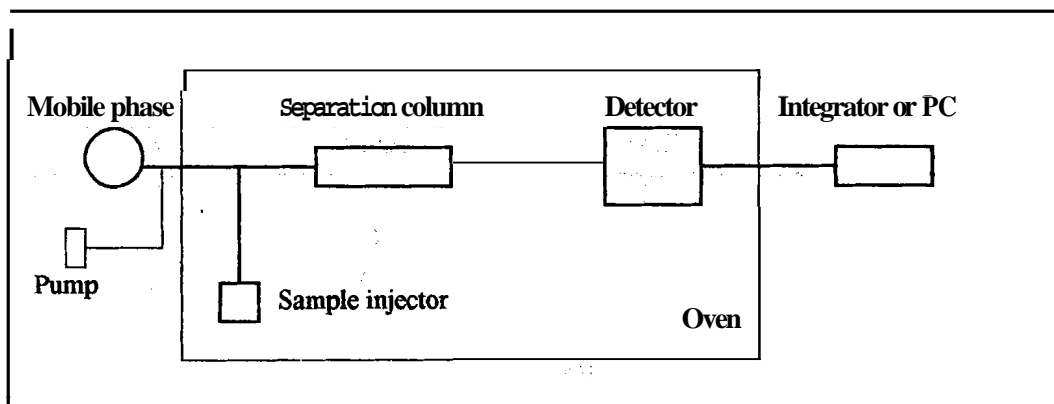 Mobile phase
Separation column
Detector
Integrator or PC
Pump
Sample injector
Oven